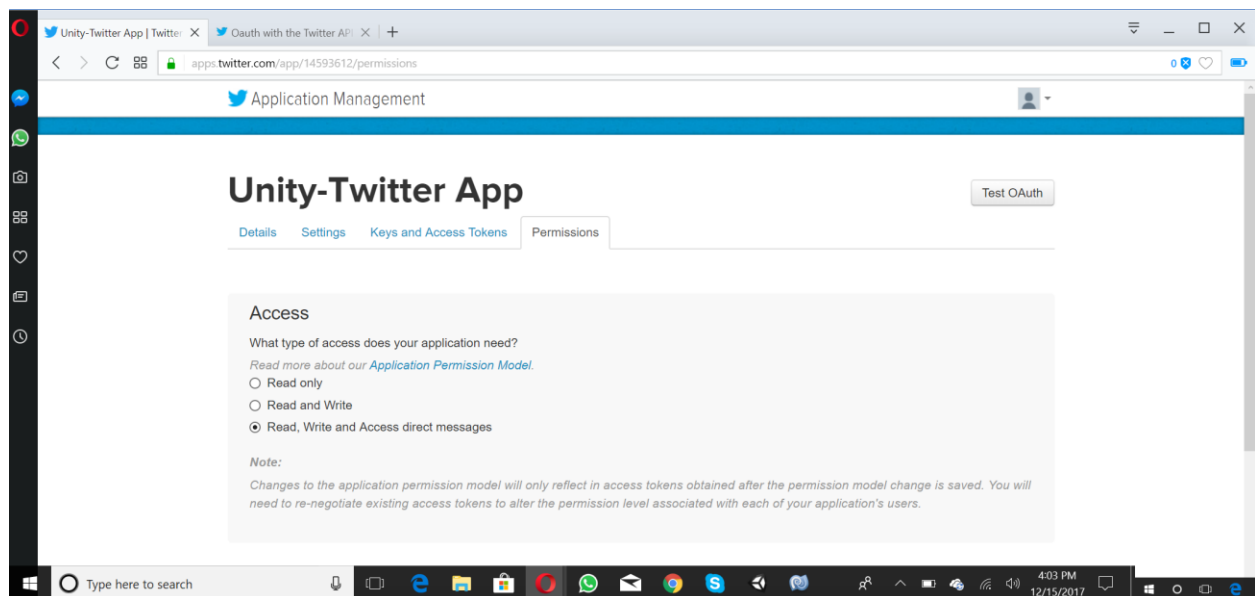 Unity-Twitter App | Twitter
Oauth with the Twitter API
apps.twitter.com/app/14593612/permissions
0
Application Management
Unity-Twitter App
Test OAuth
Details Settings Keys and Access Tokens Permissions
Access
What type of access does your application need?
Read more about our Application Permission Model.
Read only
Read and Write
Read, Write and Access direct messages
Note:
Changes to the application permission model will only reflect in access tokens obtained after the permission model change is saved. You will
need to re-negotiate existing access tokens to alter the permission level associated with each of your application's users.
Type here to search
4:03 PM
12/15/2017